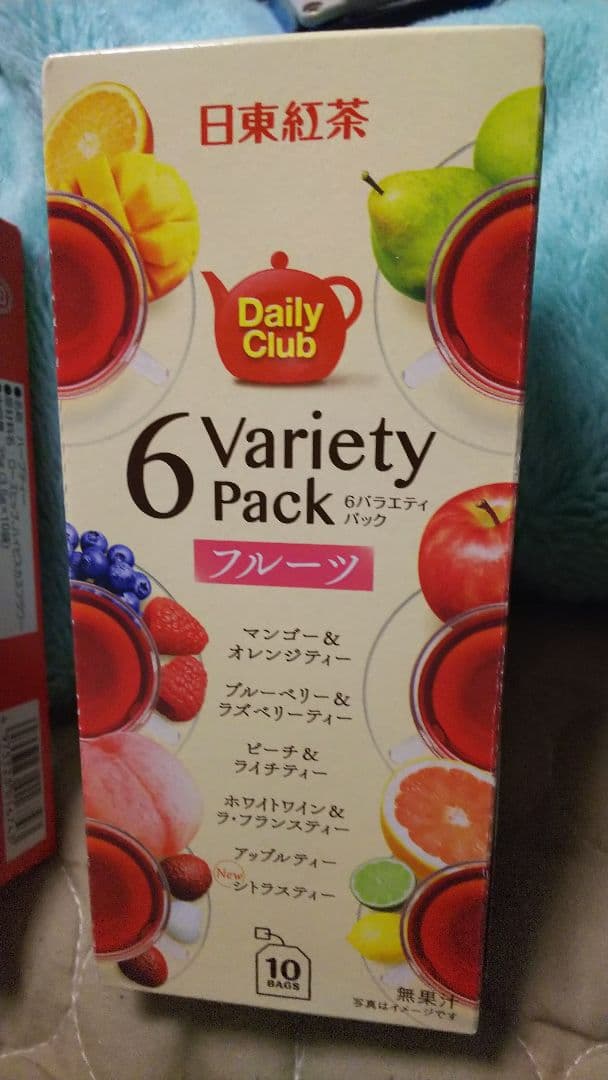 日東紅茶
Daily
Club
6 Variety
Pack
6バラエティ
パック
フルーツ
マンゴー&
オレンジティー
ブルーベリー&
ラズベリーティー
ピーチ&
ライチティー
ホワイトワイン&
ラ・フランスティー
アップルティー
New シトラスティー
10
BAGS
無果汁
写真はイメージです